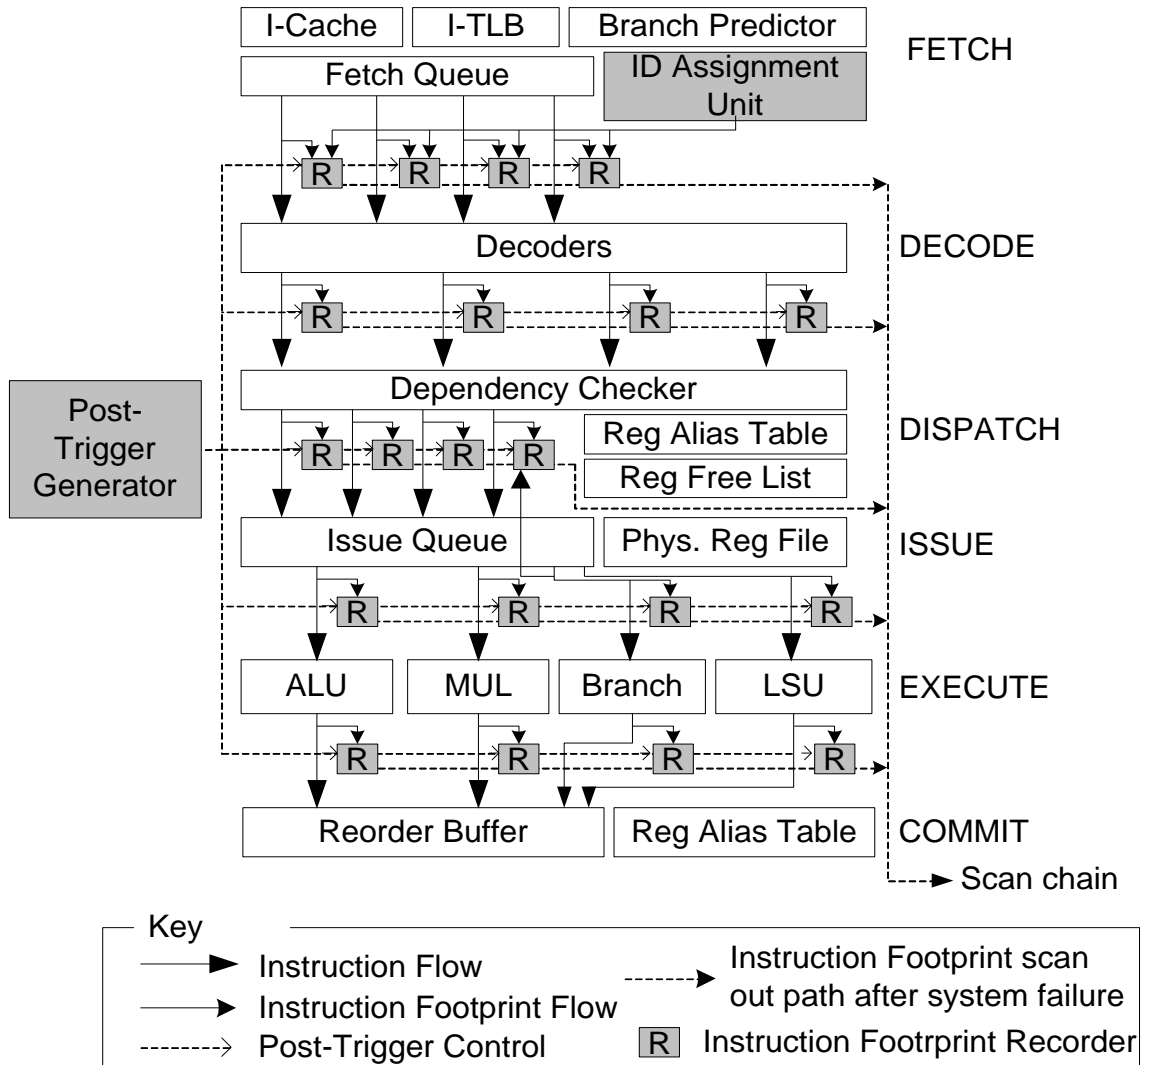 I-Cache
I-TLB
Branch Predictor
FETCH
Fetch Queue
ID Assignment
Unit
R R R R
Decoders
DECODE
R R R R
Dependency Checker
Post-
Trigger
Generator
R R R R
Reg Alias Table
DISPATCH
Reg Free List
Issue Queue
Phys. Reg File
ISSUE
R R R R
ALU
MUL
Branch
LSU
EXECUTE
R R R R
Reorder Buffer
Reg Alias Table
COMMIT
Scan chain
Key
Instruction Flow
Instruction Footprint Flow
Post-Trigger Control
Instruction Footprint scan
out path after system failure
R Instruction Footrprint Recorder